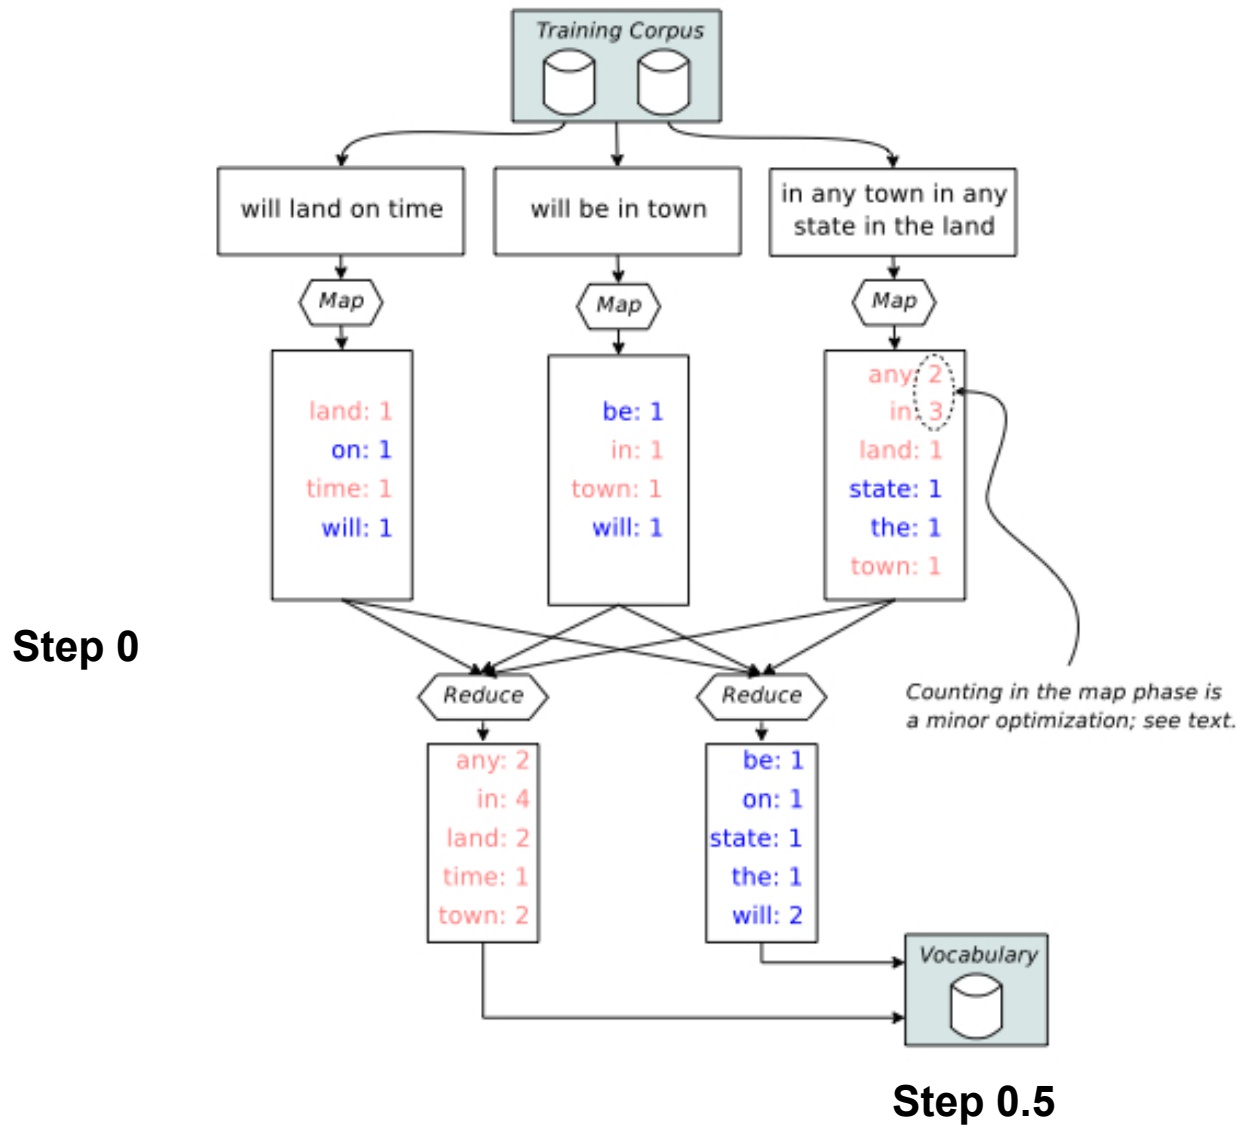 Training Corpus
will land on time
will be in town
in any town in any
state in the land
Map
Map
Map
land: 1
on: 1
time: 1
will: 1
be: 1
in: 1
town: 1
will: 1
any: 2
in: 3
land: 1
state: 1
the: 1
town: 1
Step 0
Reduce
Reduce
Counting in the map phase is
a minor optimization; see text.
any: 2
in: 4
land: 2
time: 1
town: 2
be: 1
on: 1
state: 1
the: 1
will: 2
Vocabulary
Step 0.5